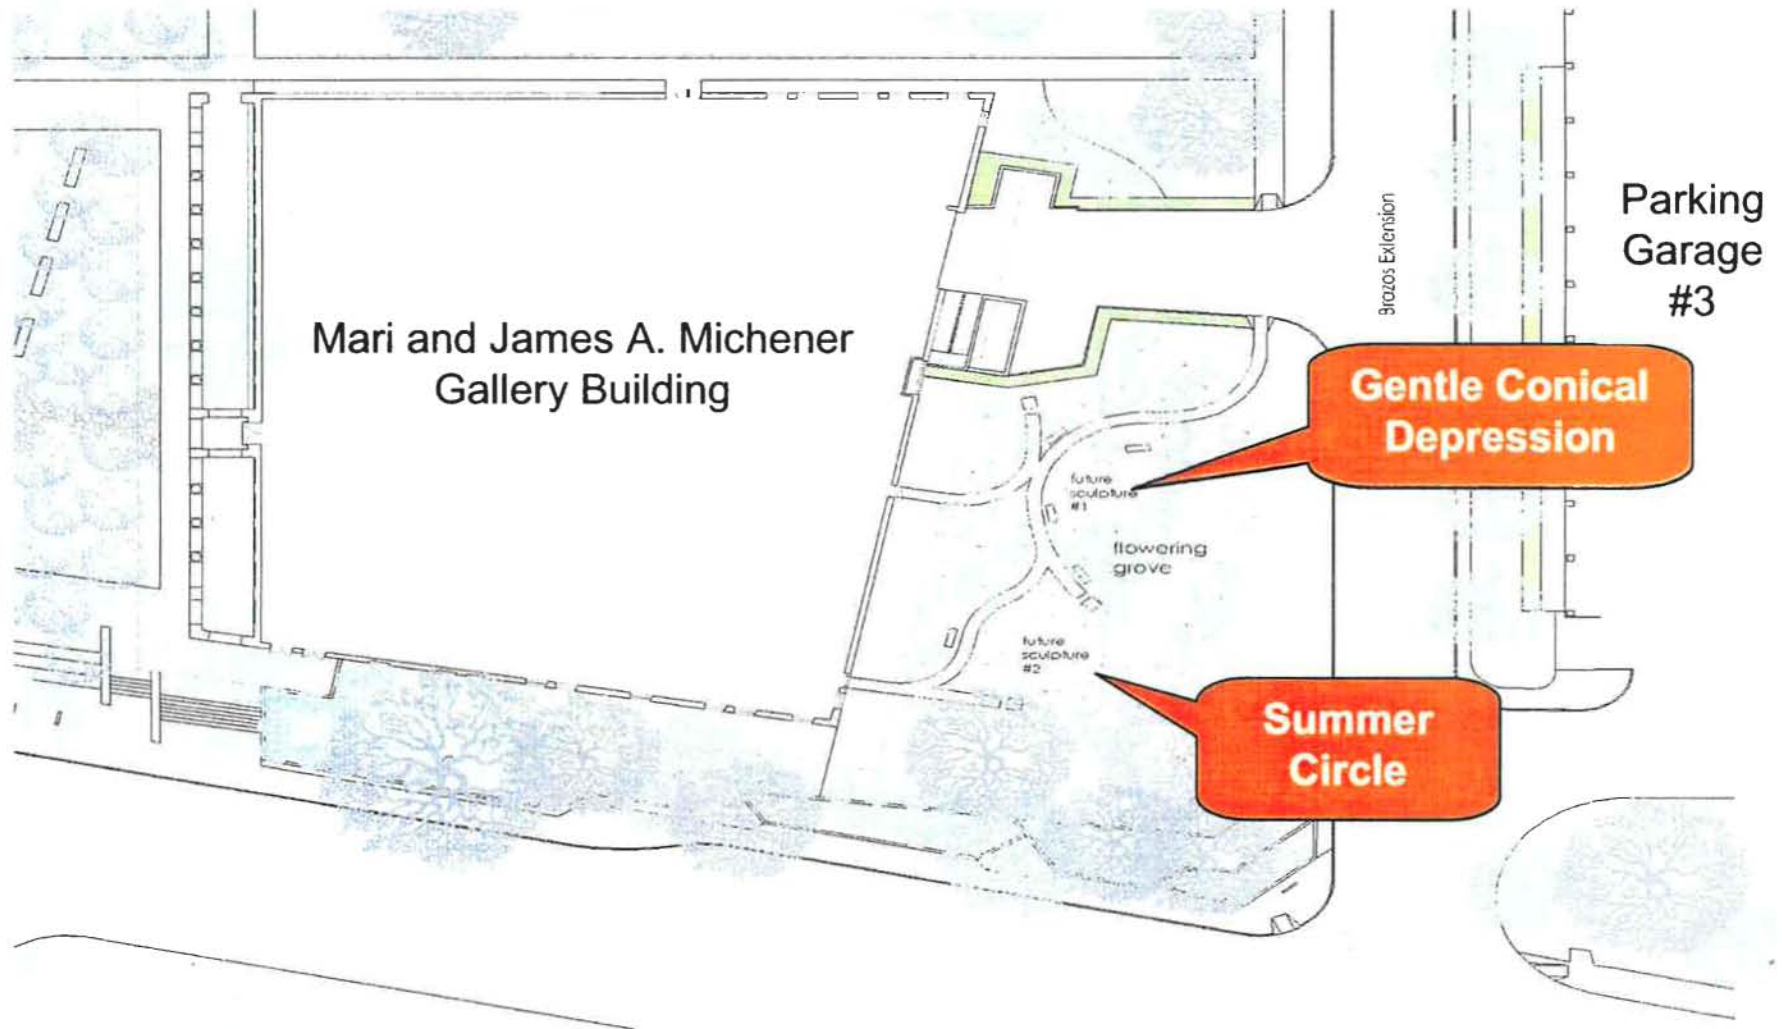 Parking
Garage
#3
Brazos Extension
Mari and James A. Michener
Gallery Building
Gentle Conical
Depression
future
sculpture
#1
flowering
grove
future
sculpture
#2
Summer
Circle